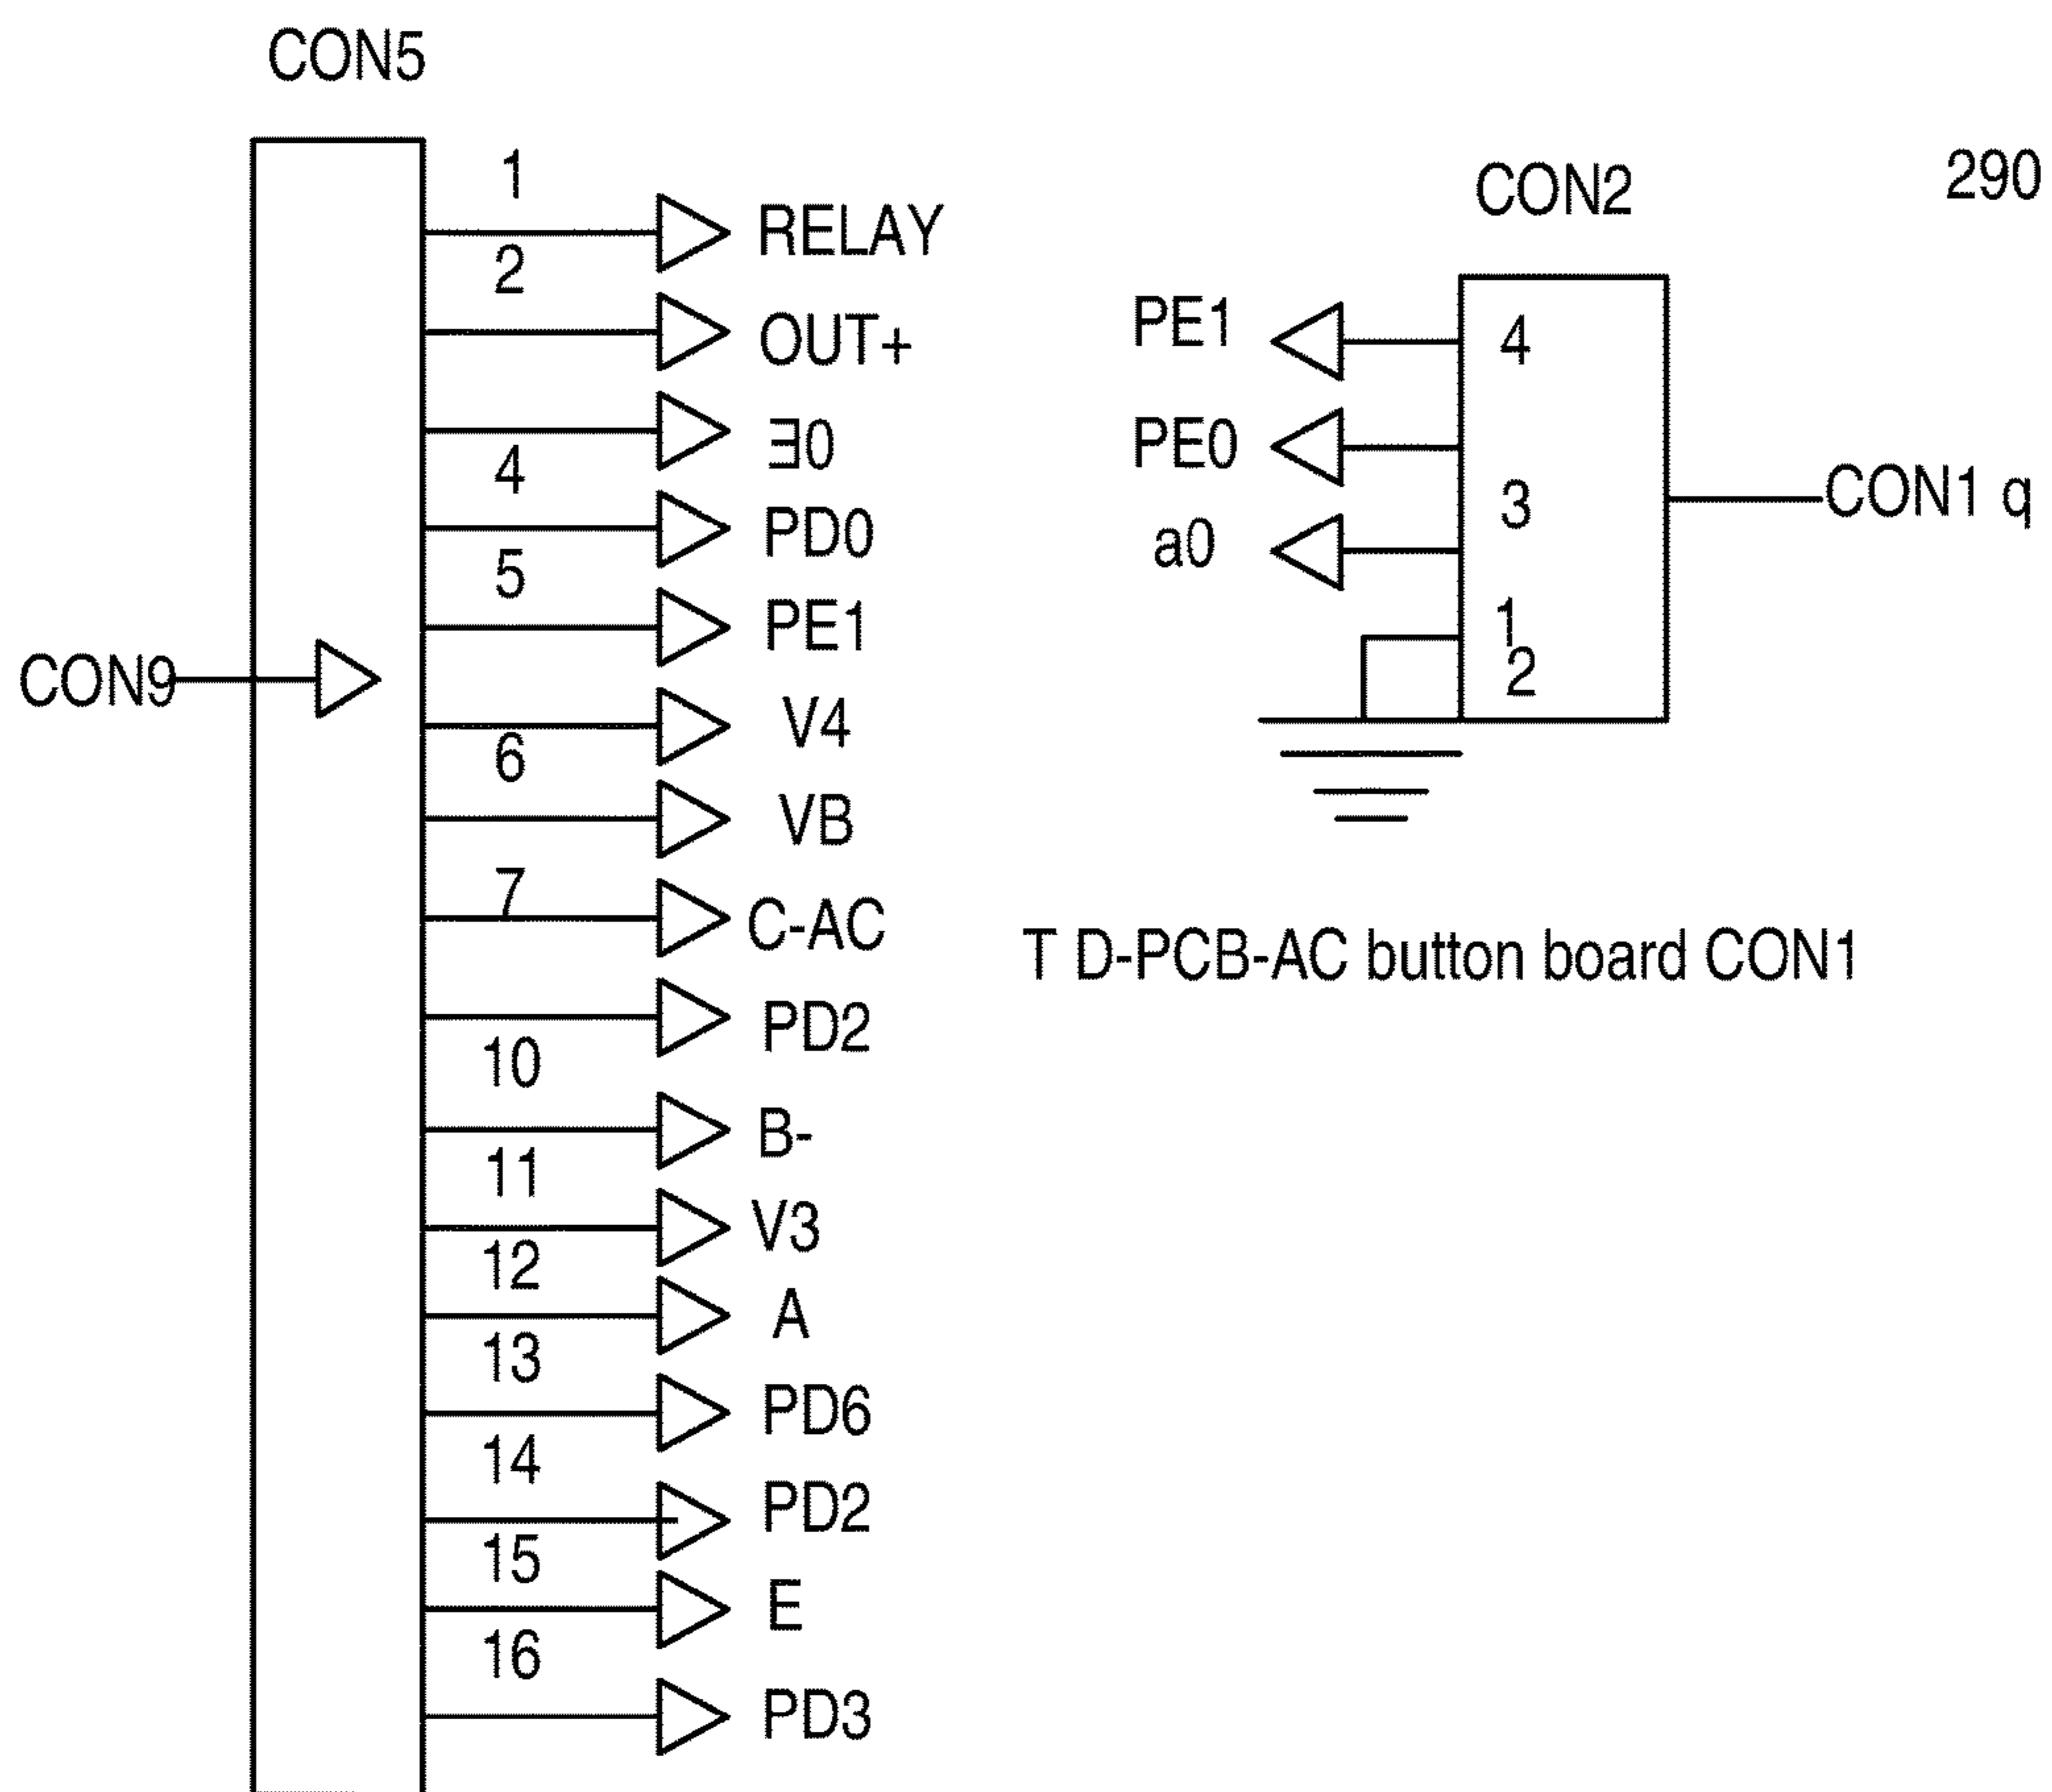 CON5
1
RELAY
2
OUT+
Ǝ0
4
PD0
5
PE1
CON9
V4
6
VB
7
C-AC
PD2
10
B-
11
V3
12
A
13
PD6
14
PD2
15
E
16
PD3
290
CON2
PE1
4
PE0
3
CON1 q
a0
1
2
T D-PCB-AC button board CON1